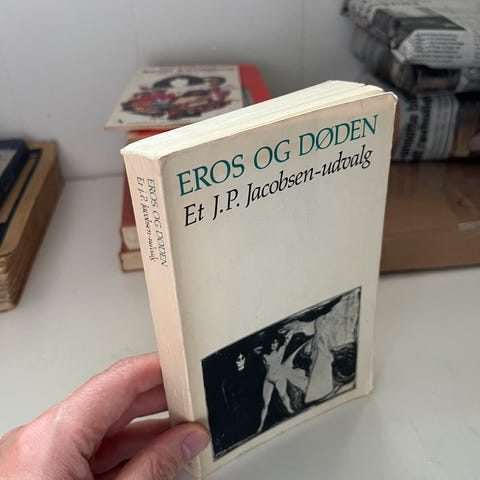 EROS OG DØDEN
Et J.P. Jacobsen-udvalg
EROS OG DØDEN
Et J.P. Jacobsen-udvalg